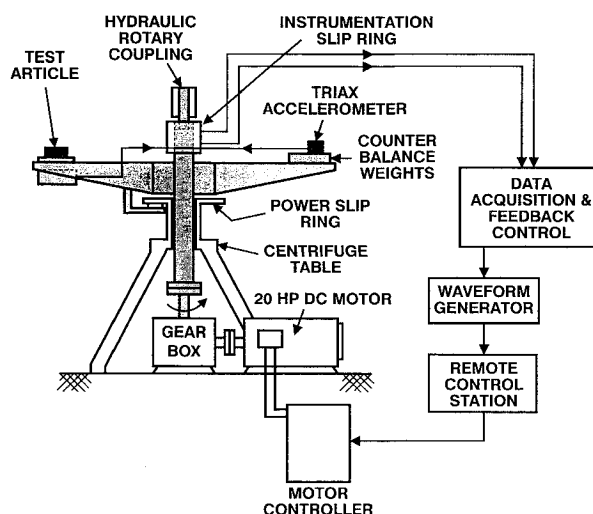 HYDRAULIC
ROTARY
COUPLING
INSTRUMENTATION
SLIP RING
TEST
ARTICLE
TRIAX
ACCELEROMETER
COUNTER
BALANCE
WEIGHTS
POWER SLIP
RING
CENTRIFUGE
TABLE
20 HP DC MOTOR
GEAR
BOX
DATA
ACQUISITION &
FEEDBACK
CONTROL
WAVEFORM
GENERATOR
REMOTE
CONTROL
STATION
MOTOR
CONTROLLER